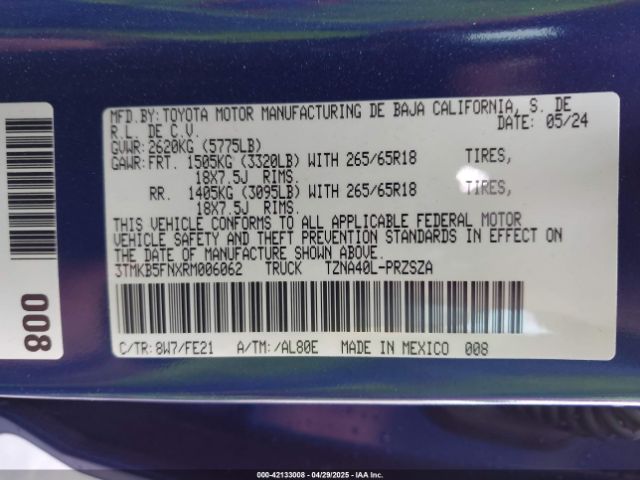 MFD.BY:TOYOTA MOTOR MANUFACTURING DE BAJA CALIFORNIA, S. DE
R.L. DE C.V. DATE: 05/24
GVWR:2620KG (5775LB)
GAWR:FRT. 1505KG (3320LB) WITH 265/65R18 TIRES,
18X7.5J RIMS.
RR. 1405KG (3095LB) WITH 265/65R18 TIRES,
18X7.5J RIMS.
THIS VEHICLE CONFORMS TO ALL APPLICABLE FEDERAL MOTOR
VEHICLE SAFETY AND THEFT PREVENTION STANDARDS IN EFFECT ON
THE DATE OF MANUFACTURE SHOWN ABOVE.
3TMKB5FNXRM006062 TRUCK TZNA40L-PRZSZA
C/TR:8W7/FE21 A/TM:/AL80E MADE IN MEXICO 008
008
000-42133008 | 04/29/2025 - IAA Inc.